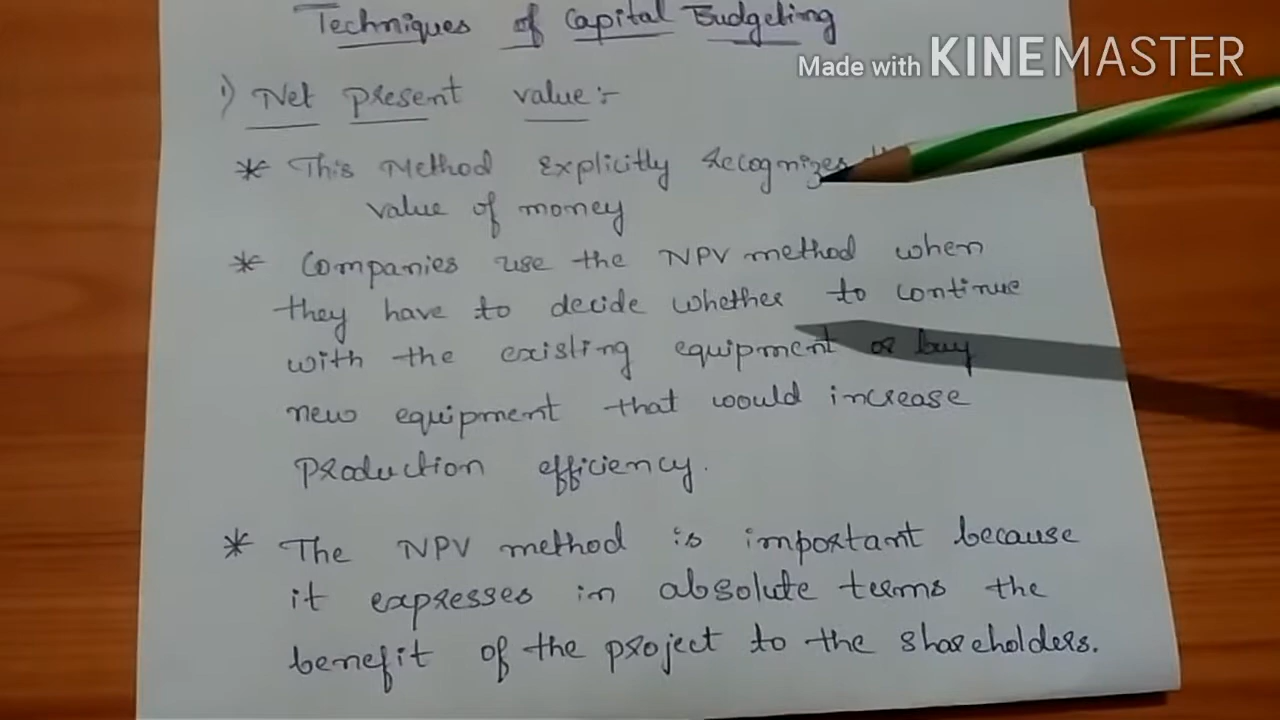 Techniques of Capital Budgeting
Made with KINEMASTER
i) Net present value :-
* This Method explicitly recognizes
value of money
* Companies use the NPV method when
they have to decide whether to continue
with the existing equipment or buy
new equipment that would increase
production efficiency.
* The NPV method is important because
it expresses in absolute terms the
benefit of the project to the shareholders.